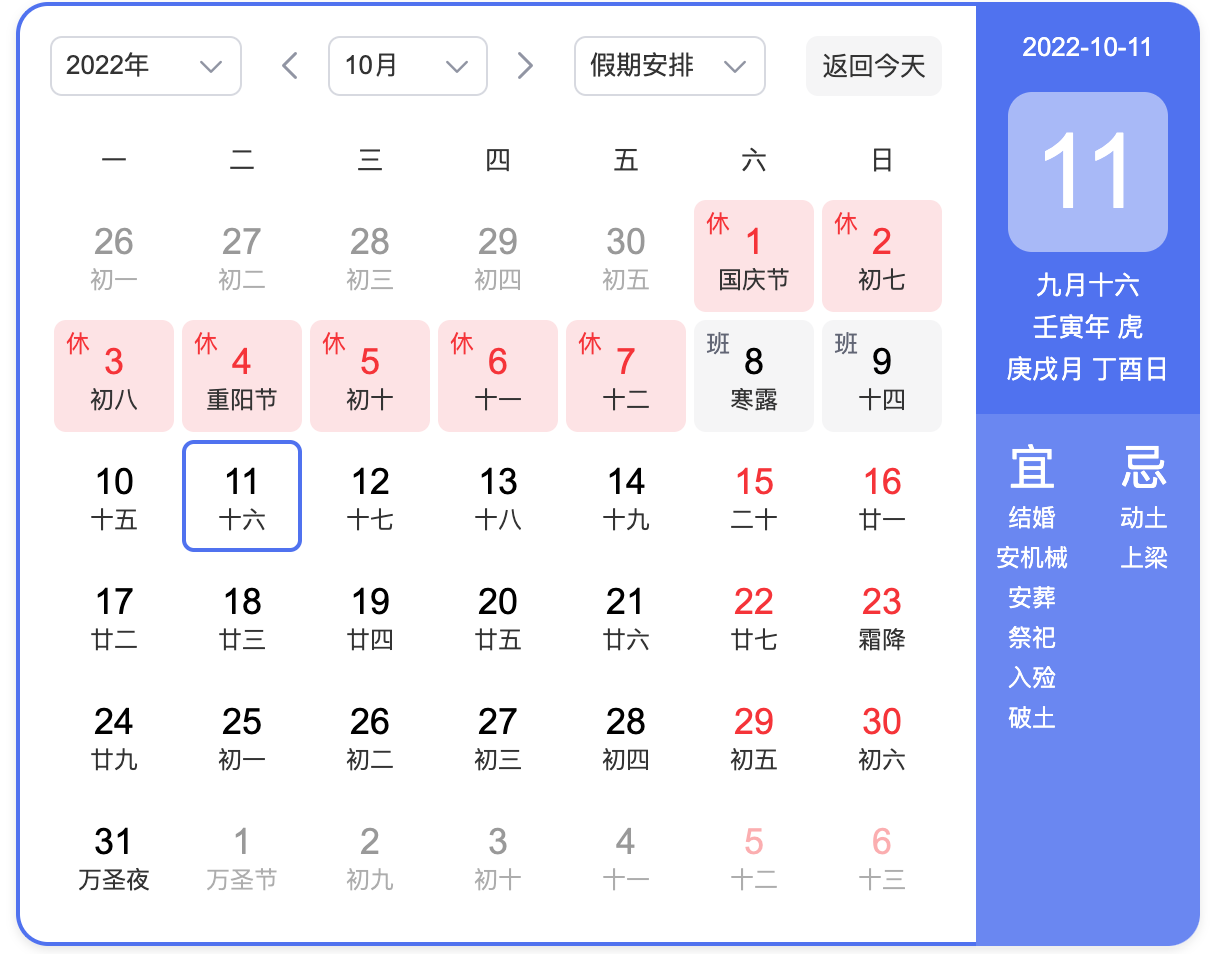 2022年 10月 假期安排 返回今天
一 二 三 四 五 六 日
26 27 28 29 30 休 1 休 2
初一 初二 初三 初四 初五 国庆节 初七
休 3 休 4 休 5 休 6 休 7 班 8 班 9
初八 重阳节 初十 十一 十二 寒露 十四
10 11 12 13 14 15 16
十五 十六 十七 十八 十九 二十 廿一
17 18 19 20 21 22 23
廿二 廿三 廿四 廿五 廿六 廿七 霜降
24 25 26 27 28 29 30
廿九 初一 初二 初三 初四 初五 初六
31 1 2 3 4 5 6
万圣夜 万圣节 初九 初十 十一 十二 十三
2022-10-11
11
九月十六
壬寅年 虎
庚戌月 丁酉日
宜 忌
结婚 动土
安机械 上梁
安葬
祭祀
入殓
破土